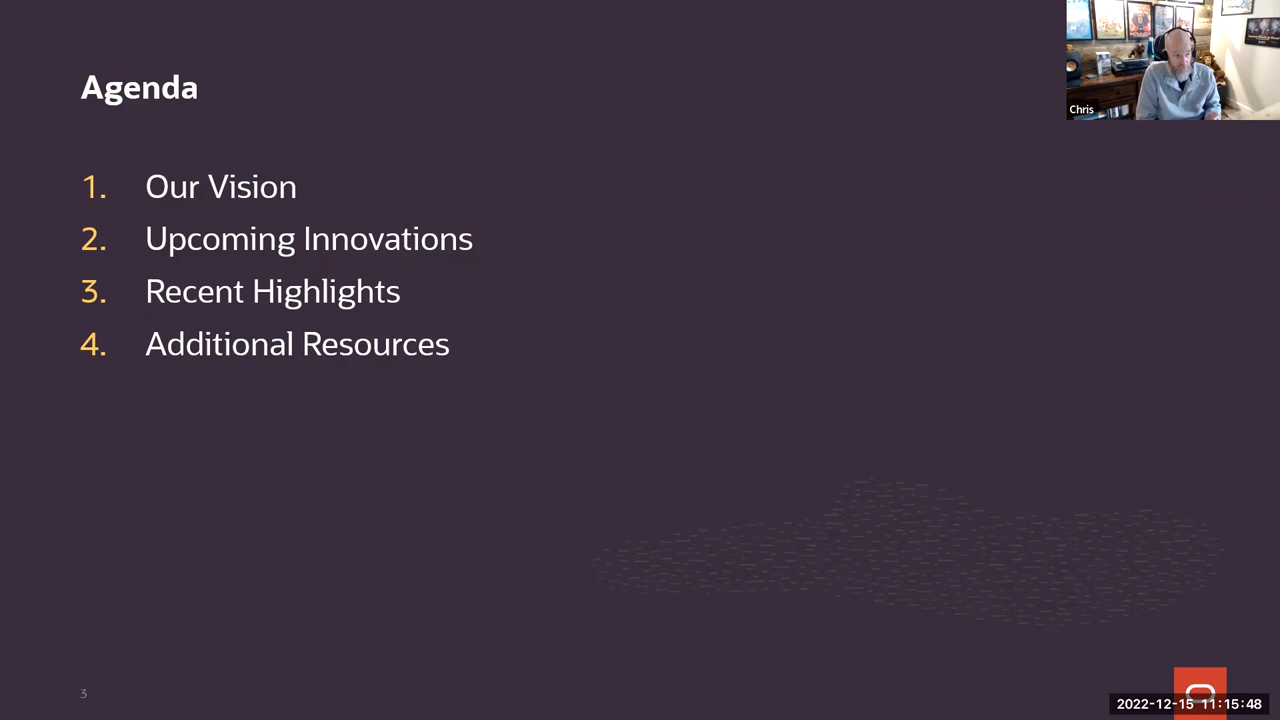 Agenda
Chris
1. Our Vision
2. Upcoming Innovations
3. Recent Highlights
4. Additional Resources
3
2022-12-15 11:15:48